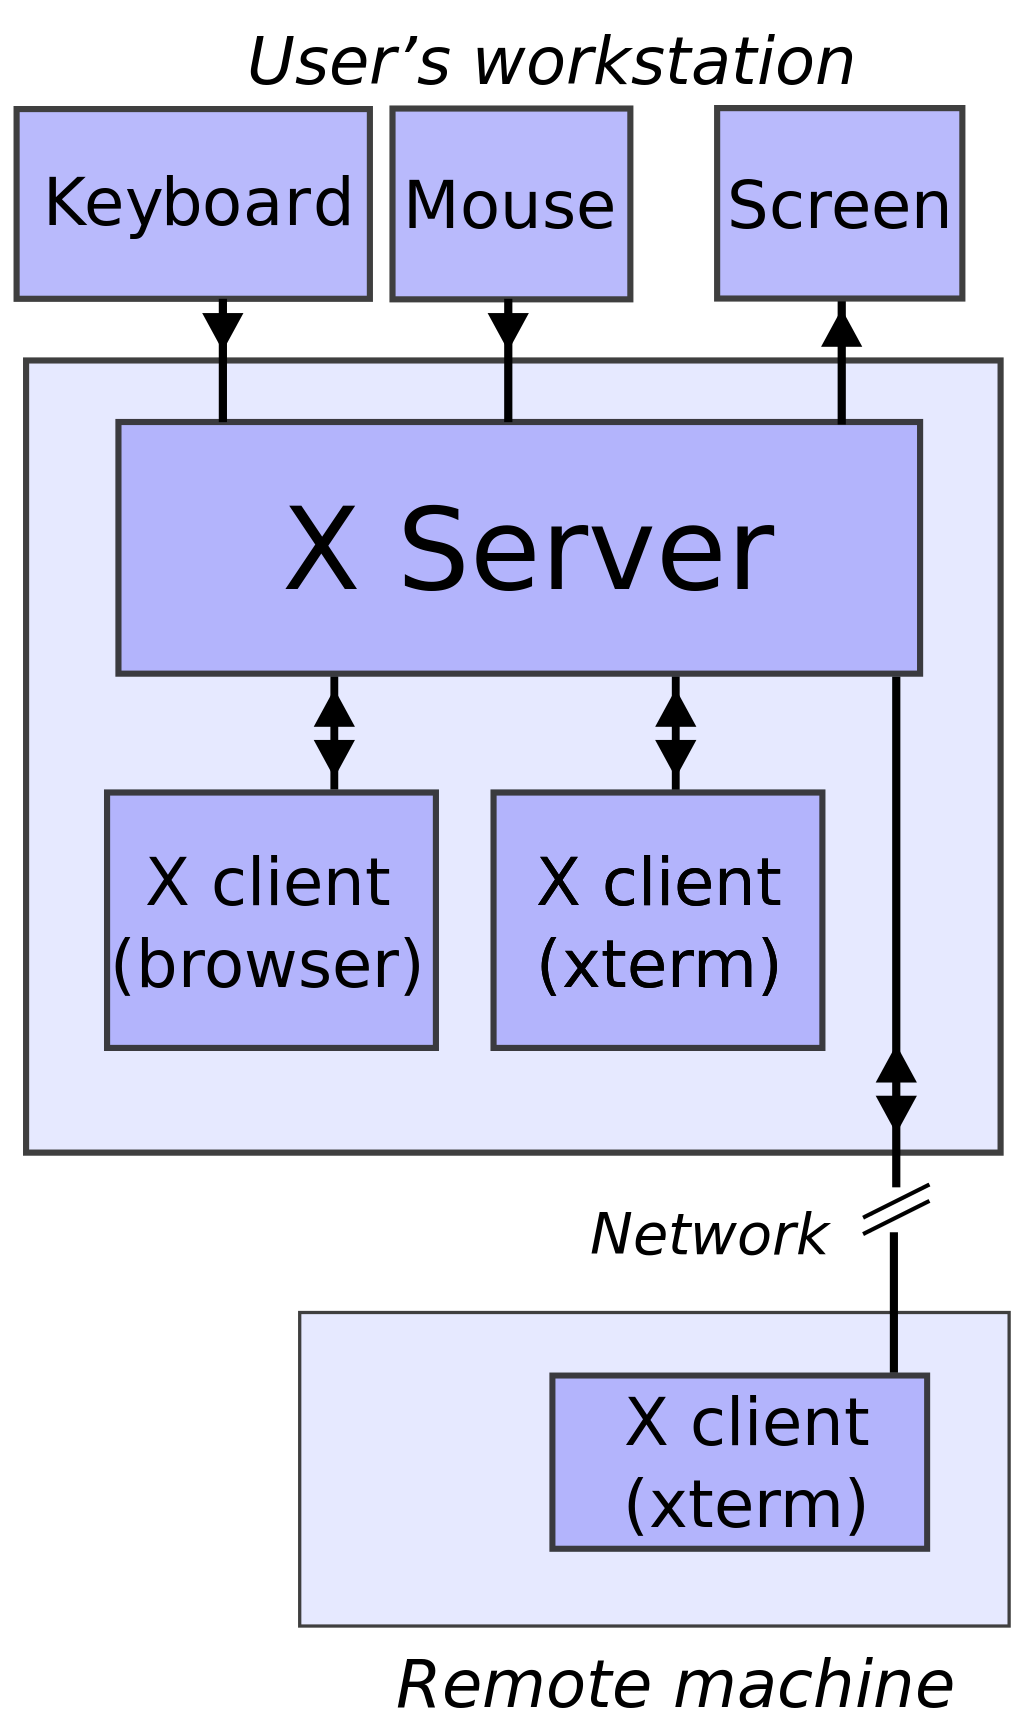 User’s workstation
Keyboard
Mouse
Screen
X Server
X client
(browser)
X client
(xterm)
Network
X client
(xterm)
Remote machine